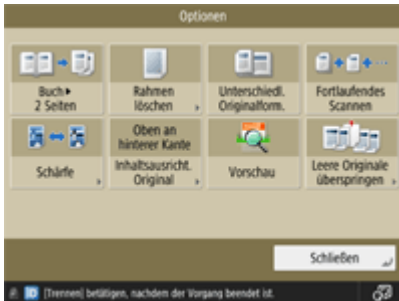 Optionen
Buch▸
2 Seiten
Rahmen
löschen
Unterschiedl.
Originalform.
Fortlaufendes
Scannen
Schärfe
Oben an
hinterer Kante
Inhaltsausricht.
Original
Vorschau
Leere Originale
überspringen
Schließen
ID [Trennen] betätigen, nachdem der Vorgang beendet ist.